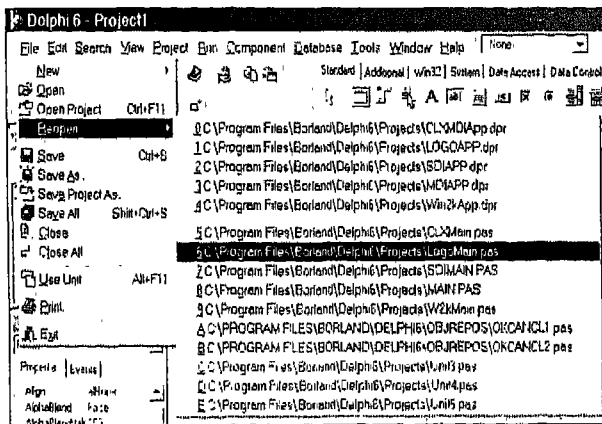 Dolphi 6 - Project1
File Edit Search View Project Run Component Database Tools Window Help None
New
Standard Additional Win32 System Data Access Data Control
Open
Open Project Ctrl+F11
Reopen
0 C:\Program Files\Borland\Delphi6\Projects\CLXMDIApp.dpr
1 C:\Program Files\Borland\Delphi6\Projects\LOGOAPP.dpr
2 C:\Program Files\Borland\Delphi6\Projects\SDIAPP.dpr
3 C:\Program Files\Borland\Delphi6\Projects\MDIAPP.dpr
4 C:\Program Files\Borland\Delphi6\Projects\Win2kApp.dpr
Save Ctrl+S
Save As.
Save Project As.
Save All Shift+Ctrl+S
Close
Close All
Use Unit Alt+F11
Print.
Exit
5 C:\Program Files\Borland\Delphi6\Projects\CLXMain.pas
6 C:\Program Files\Borland\Delphi6\Projects\LogoMain.pas
7 C:\Program Files\Borland\Delphi6\Projects\SDIMAIN.PAS
8 C:\Program Files\Borland\Delphi6\Projects\MAIN.PAS
9 C:\Program Files\Borland\Delphi6\Projects\W2kMain.pas
A C:\PROGRAM FILES\BORLAND\DELPHI6\OBJREPOS\OKCANCL1.pas
B C:\PROGRAM FILES\BORLAND\DELPHI6\OBJREPOS\OKCANCL2.pas
C C:\Program Files\Borland\Delphi6\Projects\Unit3.pas
D C:\Program Files\Borland\Delphi6\Projects\Unit4.pas
E C:\Program Files\Borland\Delphi6\Projects\Unit5.pas
Properties Events
Align alNone
AlphaBlend False